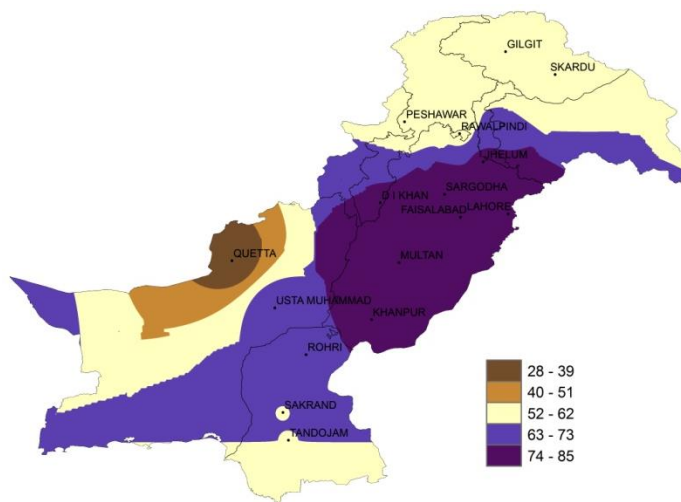 GILGIT
SKARDU
PESHAWAR
RAWALPINDI
JHELUM
D I KHAN
SARGODHA
FAISALABAD
LAHORE
QUETTA
MULTAN
USTA MUHAMMAD
KHANPUR
ROHRI
SAKRAND
TANDOJAM
28 - 39
40 - 51
52 - 62
63 - 73
74 - 85